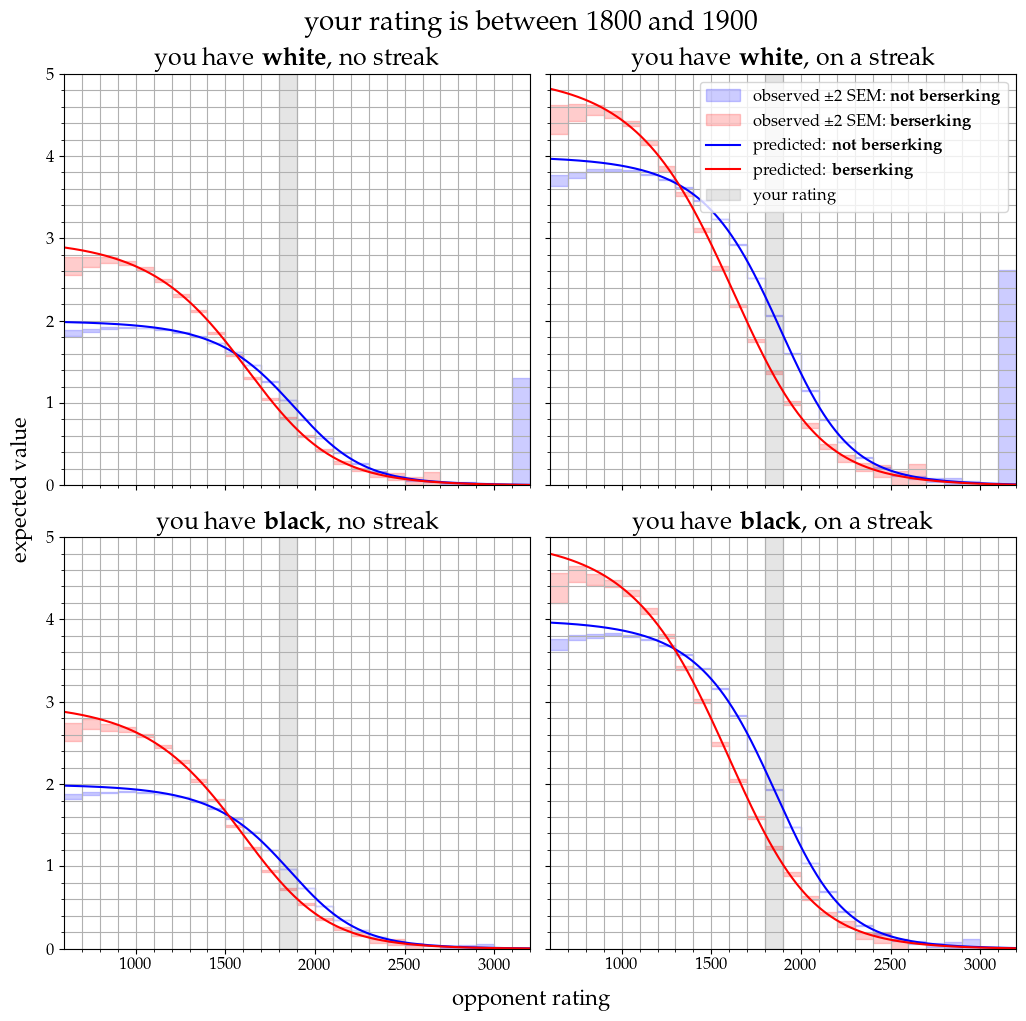 your rating is between 1800 and 1900
you have white, no streak
you have white, on a streak
5
4
3
2
1
0
observed ±2 SEM: not berserking
observed ±2 SEM: berserking
predicted: not berserking
predicted: berserking
your rating
expected value
you have black, no streak
you have black, on a streak
5
4
3
2
1
0
1000 1500 2000 2500 3000
1000 1500 2000 2500 3000
opponent rating